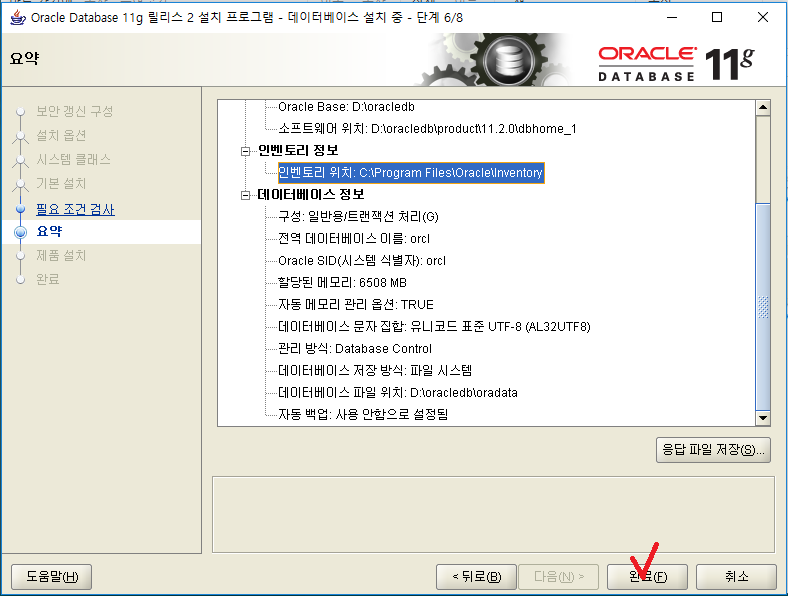 Oracle Database 11g 릴리스 2 설치 프로그램 - 데이터베이스 설치 중 - 단계 6/8
요약
ORACLE
DATABASE 11g
보안 갱신 구성
설치 옵션
시스템 클래스
기본 설치
필요 조건 검사
요약
제품 설치
완료
Oracle Base: D:\oracledb
소프트웨어 위치: D:\oracledb\product\11.2.0\dbhome_1
인벤토리 정보
인벤토리 위치: C:\Program Files\Oracle\Inventory
데이터베이스 정보
구성: 일반용/트랜잭션 처리(G)
전역 데이터베이스 이름: orcl
Oracle SID(시스템 식별자): orcl
할당된 메모리: 6508 MB
자동 메모리 관리 옵션: TRUE
데이터베이스 문자 집합: 유니코드 표준 UTF-8 (AL32UTF8)
관리 방식: Database Control
데이터베이스 저장 방식: 파일 시스템
데이터베이스 파일 위치: D:\oracledb\oradata
자동 백업: 사용 안함으로 설정됨
응답 파일 저장(S)...
도움말(H)
< 뒤로(B)
다음(N) >
완료(F)
취소